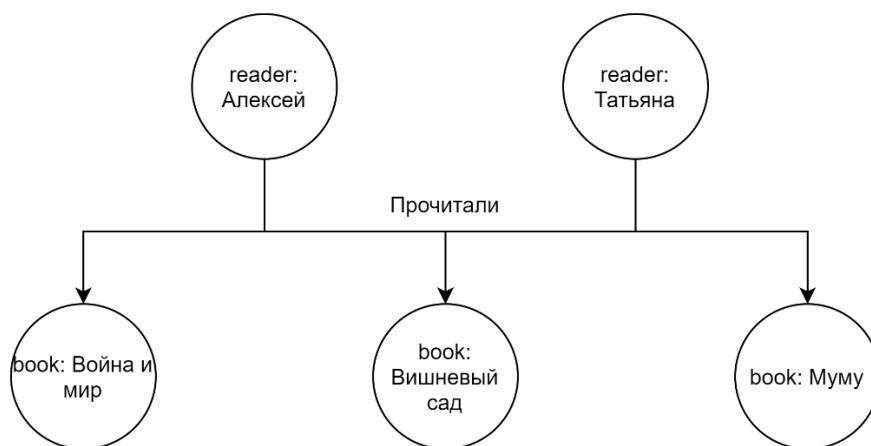 reader:
Алексей
reader:
Татьяна
Прочитали
book: Война и
мир
book:
Вишневый
сад
book: Муму